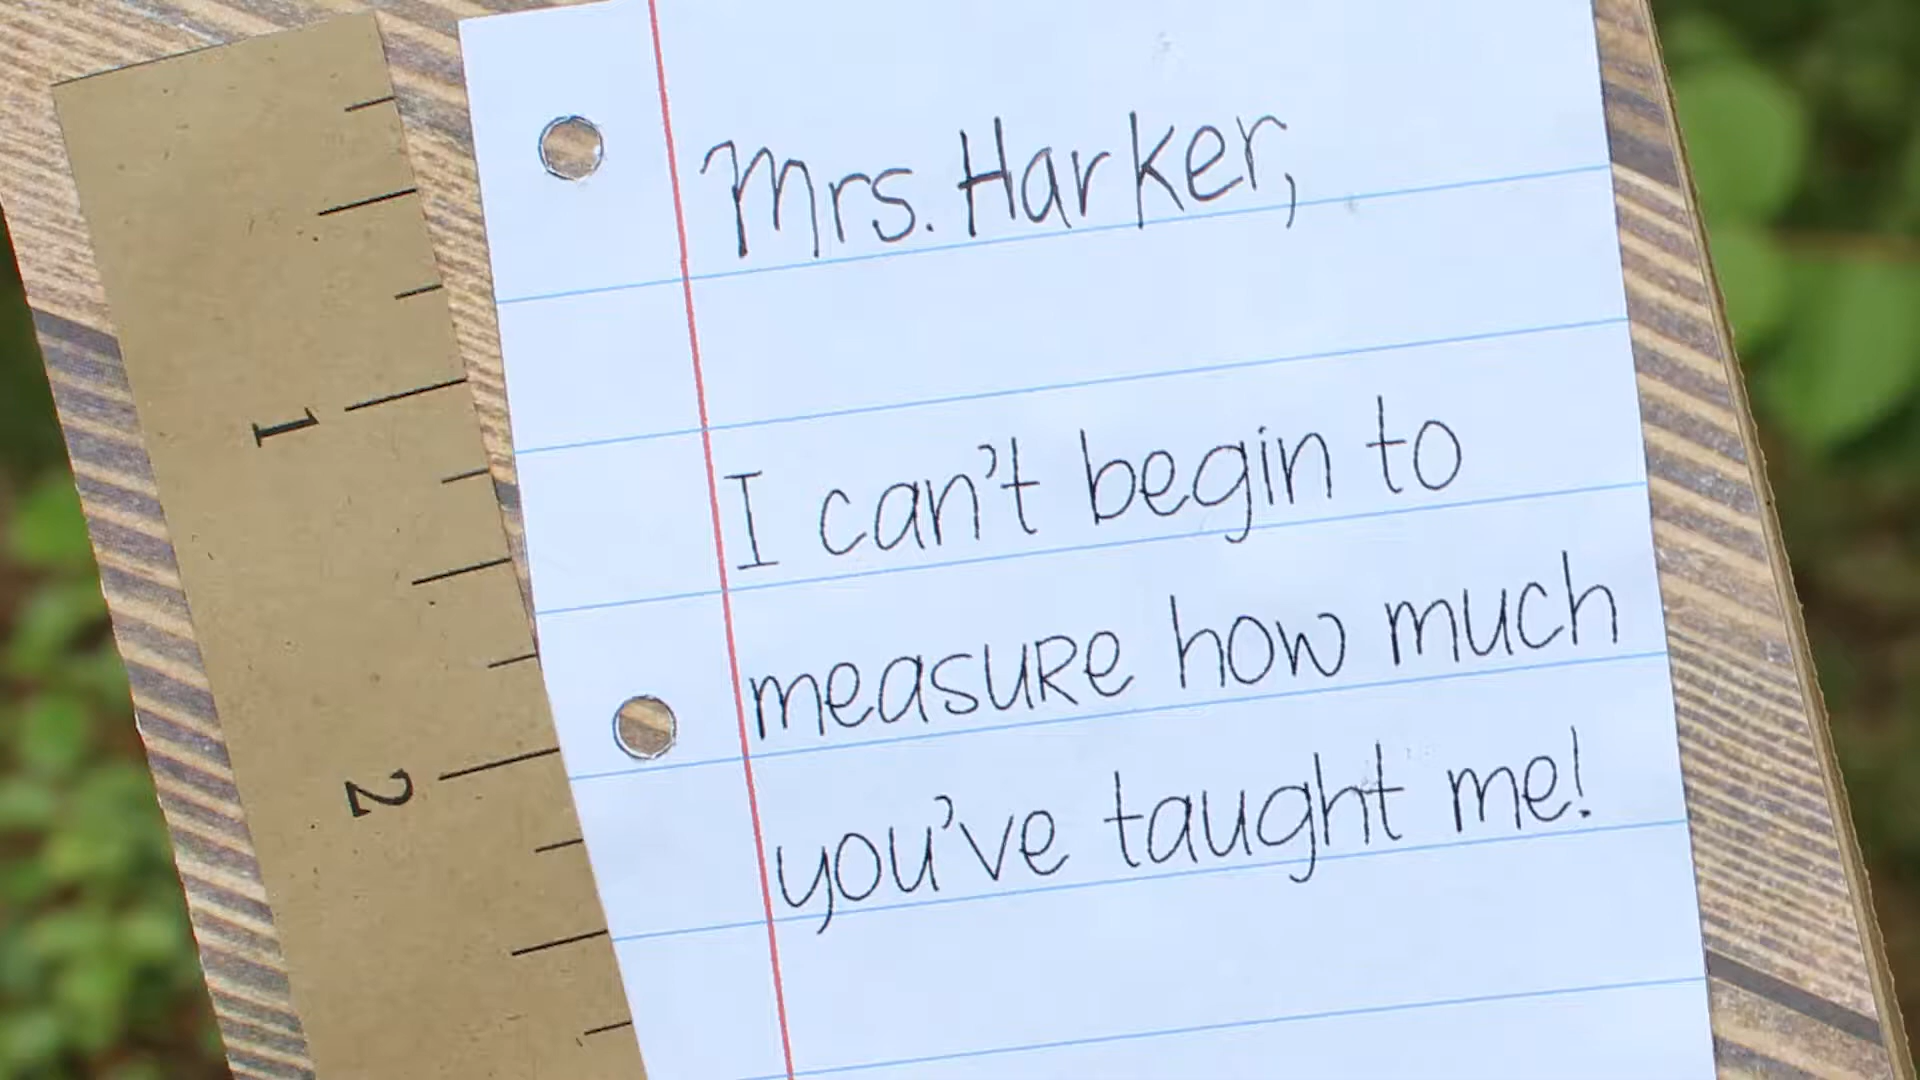 Mrs. Harker,
I can't begin to
measure how much
you've taught me!
1
2